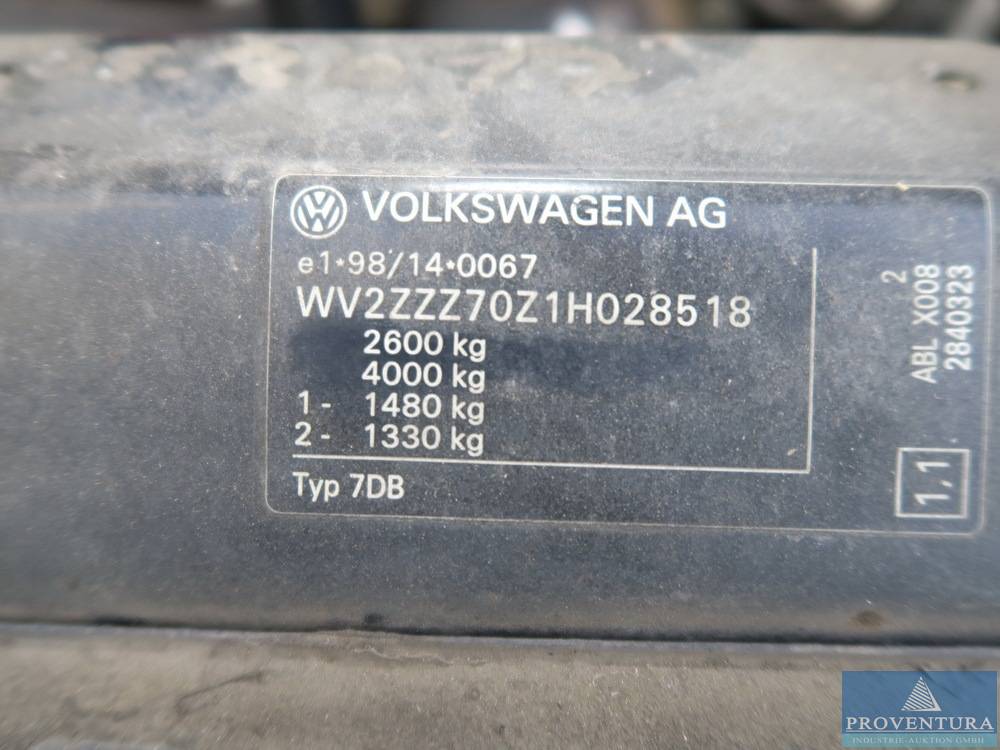 VOLKSWAGEN AG
e1*98/14*0067
WV2ZZZ70Z1H028518
2600 kg
4000 kg
1 - 1480 kg
2 - 1330 kg
Typ 7DB
2
ABL X008
2840323
1,1
PROVENTURA
INDUSTRIE-AUKTION GMBH